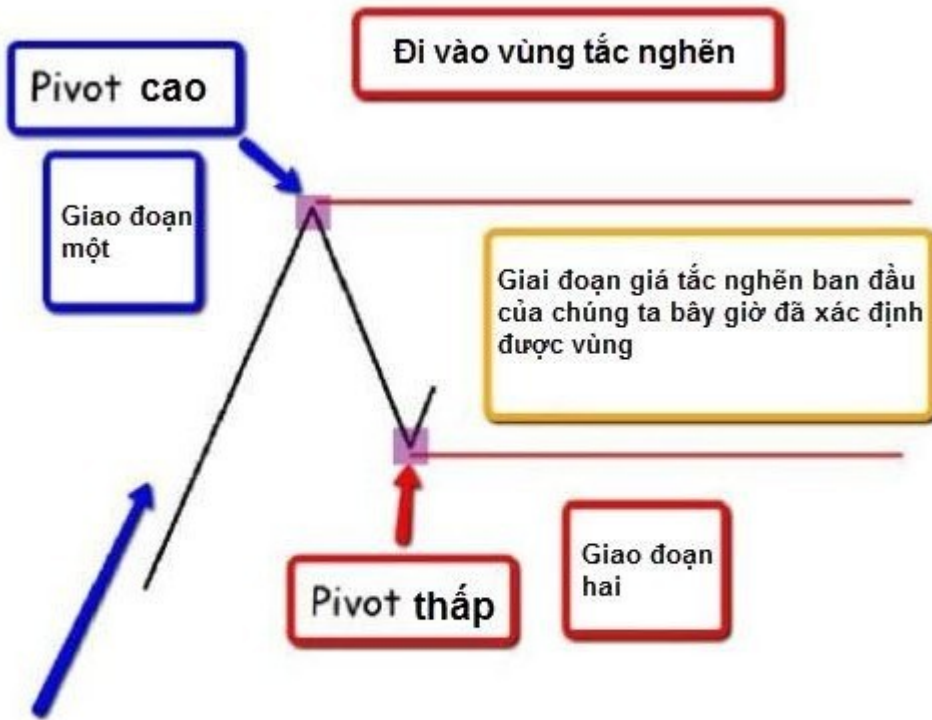 Đi vào vùng tắc nghẽn
Pivot cao
Giao đoạn
một
Giai đoạn giá tắc nghẽn ban đầu
của chúng ta bây giờ đã xác định
được vùng
Pivot thấp
Giao đoạn
hai